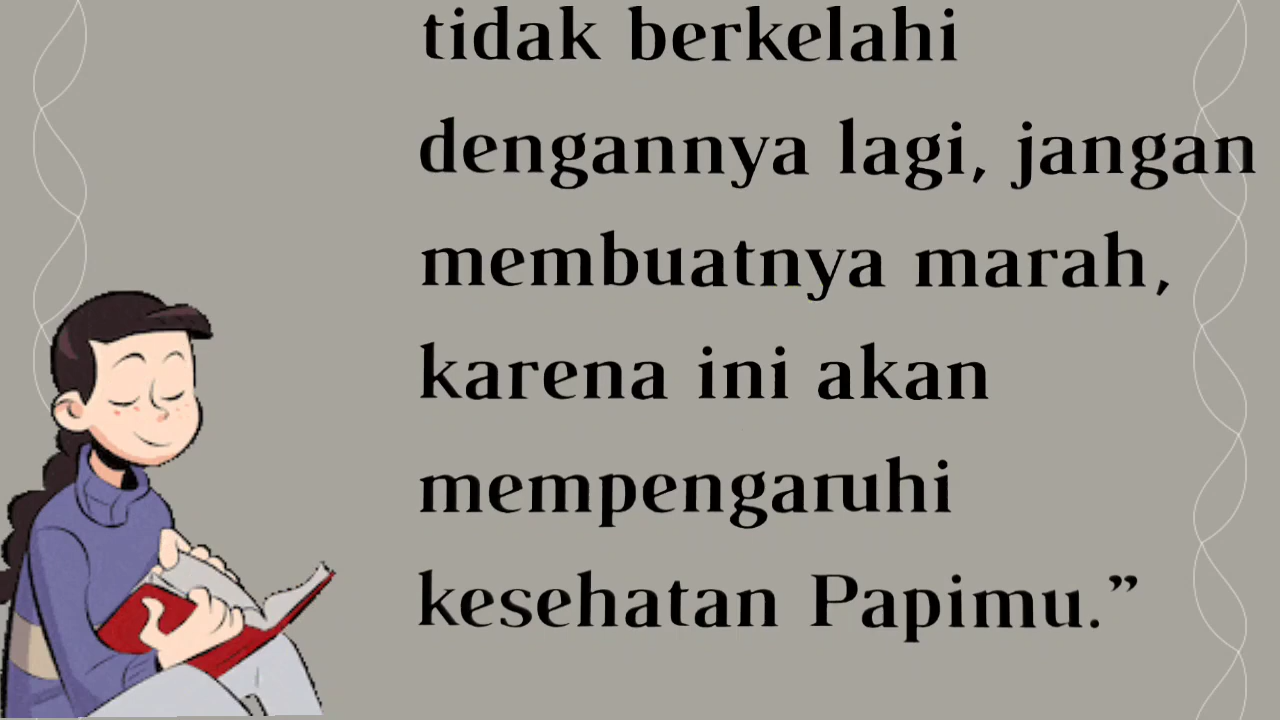 tidak berkelahi
dengannya lagi, jangan
membuatnya marah,
karena ini akan
mempengaruhi
kesehatan Papimu.”